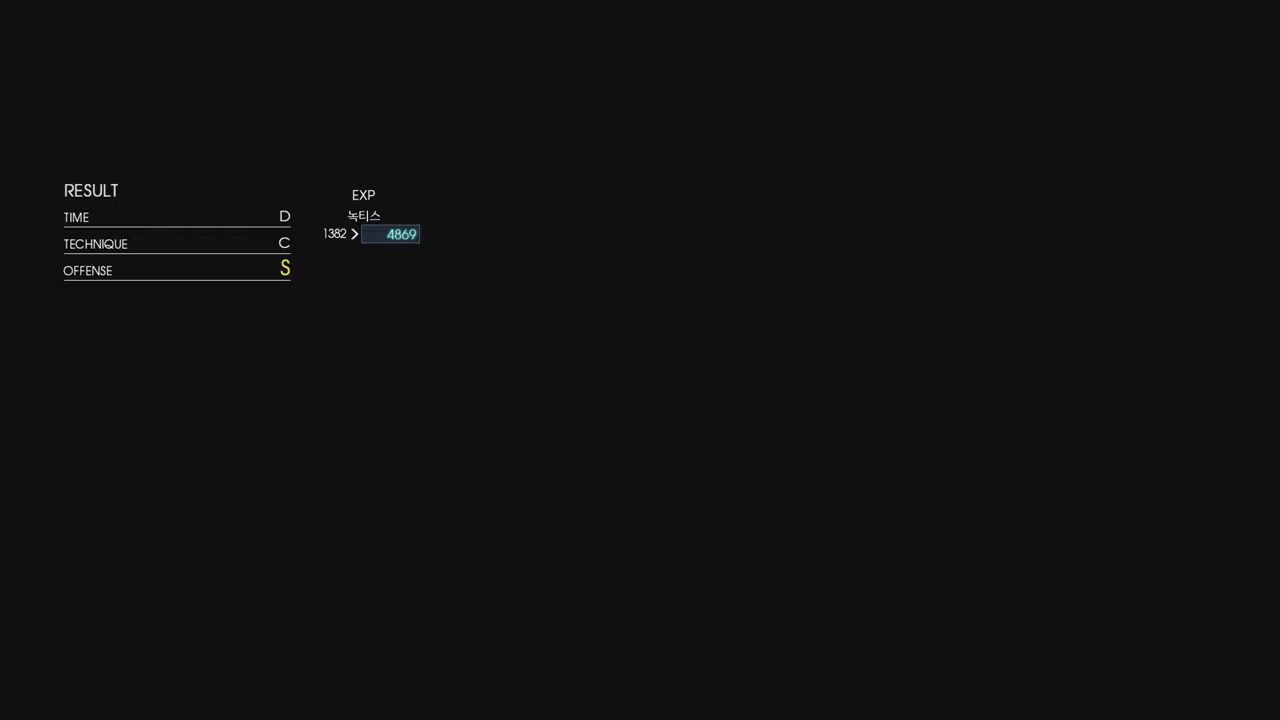 RESULT
TIME D
TECHNIQUE C
OFFENSE S
EXP
녹티스
1382 > 4869